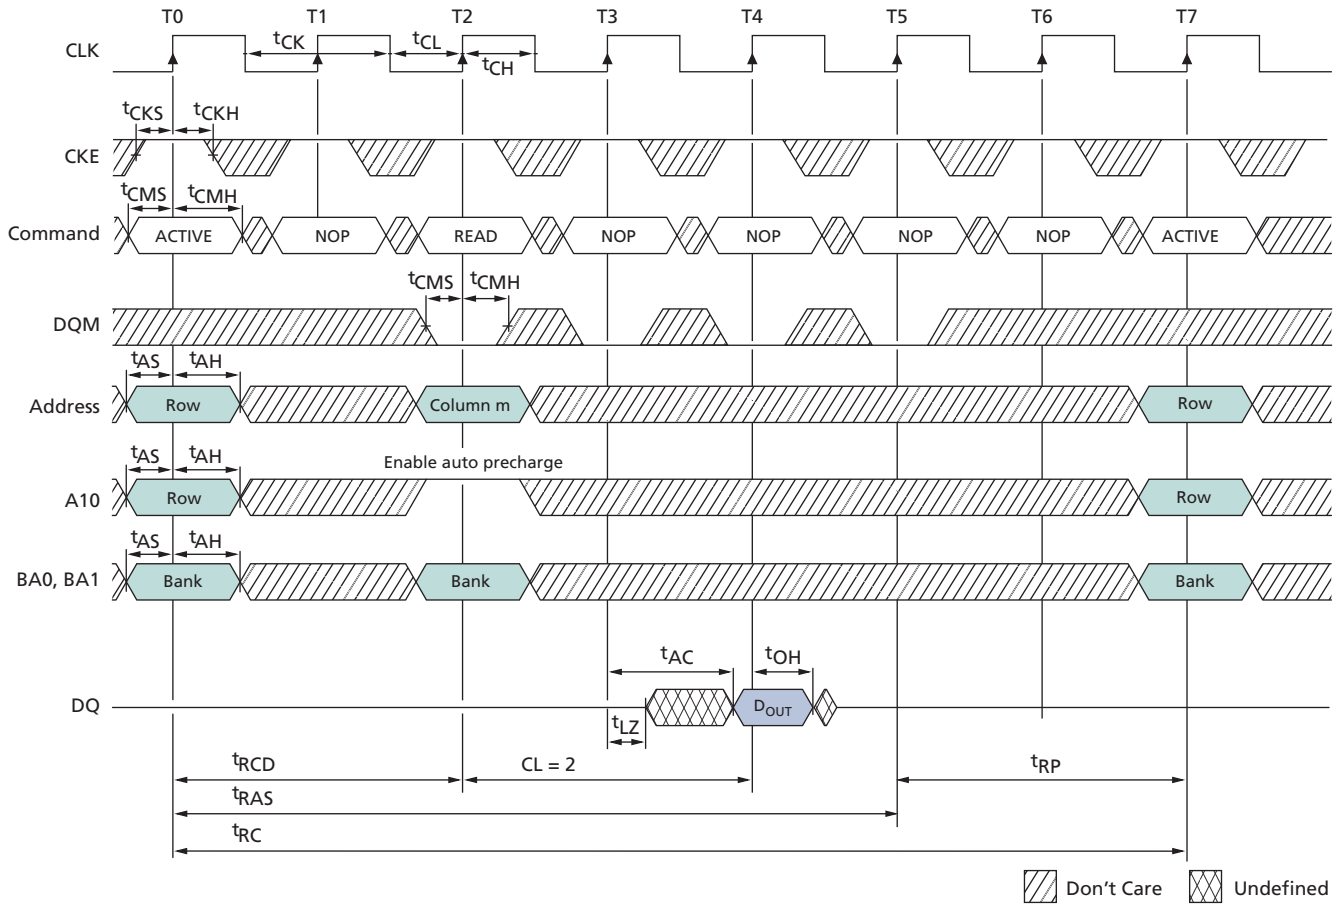 T0 T1 T2 T3 T4 T5 T6 T7
CLK tCK tCL tCH
tCKS tCKH
CKE
tCMS tCMH
Command ACTIVE NOP READ NOP NOP NOP NOP ACTIVE
tCMS tCMH
DQM
tAS tAH
Address Row Column m Row
tAS tAH Enable auto precharge
A10 Row Row
tAS tAH
BA0, BA1 Bank Bank Bank
tAC tOH
DQ DOUT
tLZ
tRCD CL = 2 tRP
tRAS
tRC
Don't Care Undefined